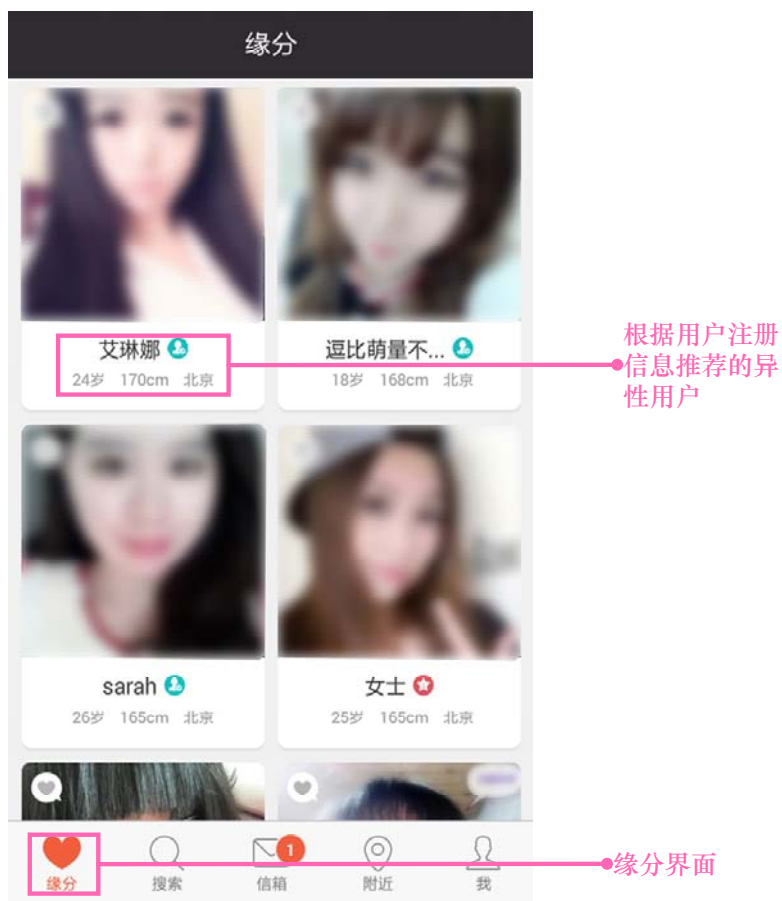 缘分
艾琳娜
逗比萌量不...
24岁 170cm 北京
18岁 168cm 北京
根据用户注册
信息推荐的异
性用户
sarah
女士
26岁 165cm 北京
25岁 165cm 北京
1
缘分
搜索
信箱
附近
我
缘分界面